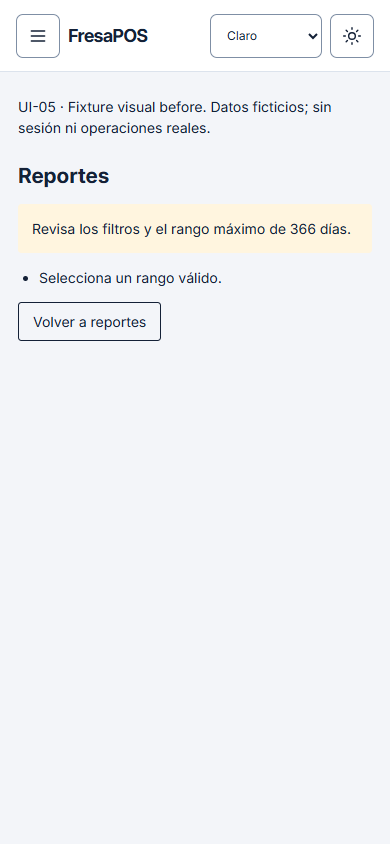 FresaPOS
Claro
UI-05 · Fixture visual before. Datos ficticios; sin
sesión ni operaciones reales.
Reportes
Revisa los filtros y el rango máximo de 366 días.
• Selecciona un rango válido.
Volver a reportes